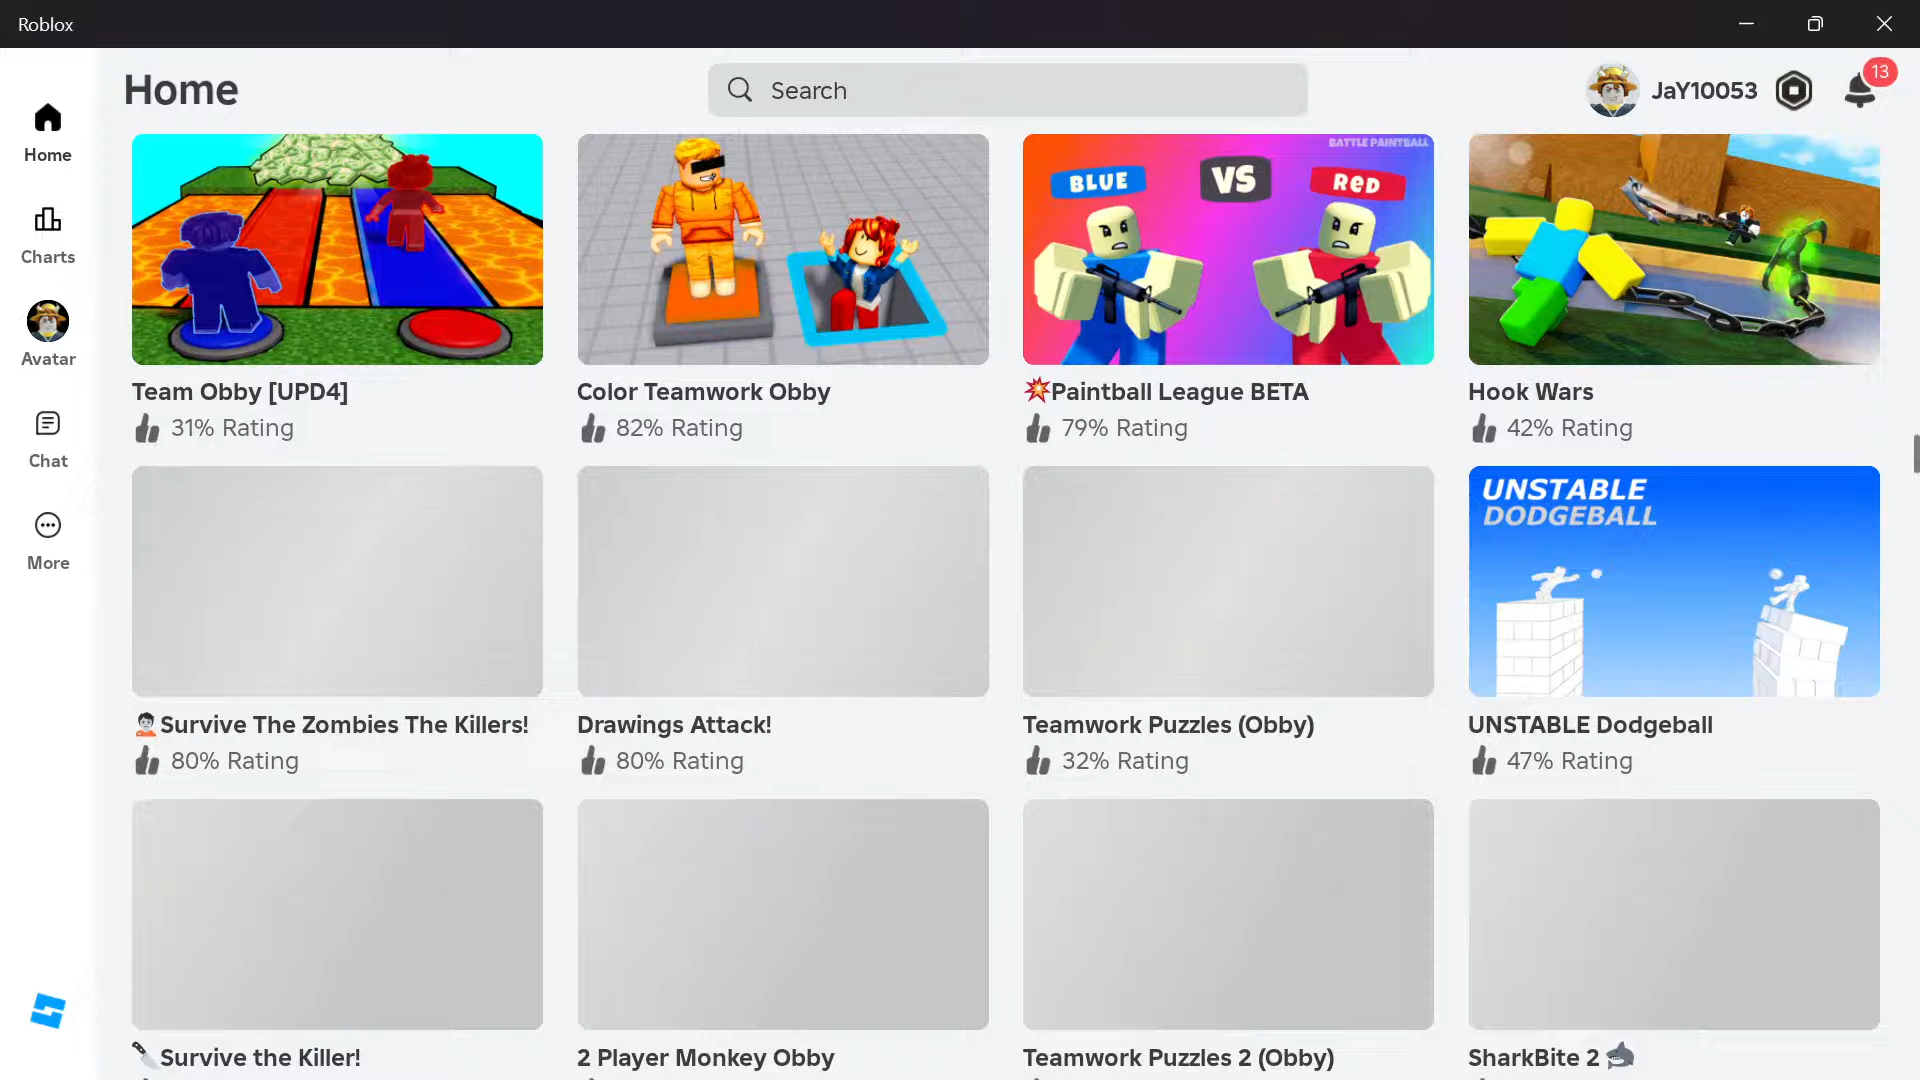 Roblox
Home
Search
JaY10053
13
Home
Charts
Avatar
Chat
More
BATTLE PAINTBALL
BLUE
VS
RED
Team Obby [UPD4]
Color Teamwork Obby
💥Paintball League BETA
Hook Wars
31% Rating
82% Rating
79% Rating
42% Rating
UNSTABLE
DODGEBALL
Survive The Zombies The Killers!
Drawings Attack!
Teamwork Puzzles (Obby)
UNSTABLE Dodgeball
80% Rating
80% Rating
32% Rating
47% Rating
🔪Survive the Killer!
2 Player Monkey Obby
Teamwork Puzzles 2 (Obby)
SharkBite 2 🦈